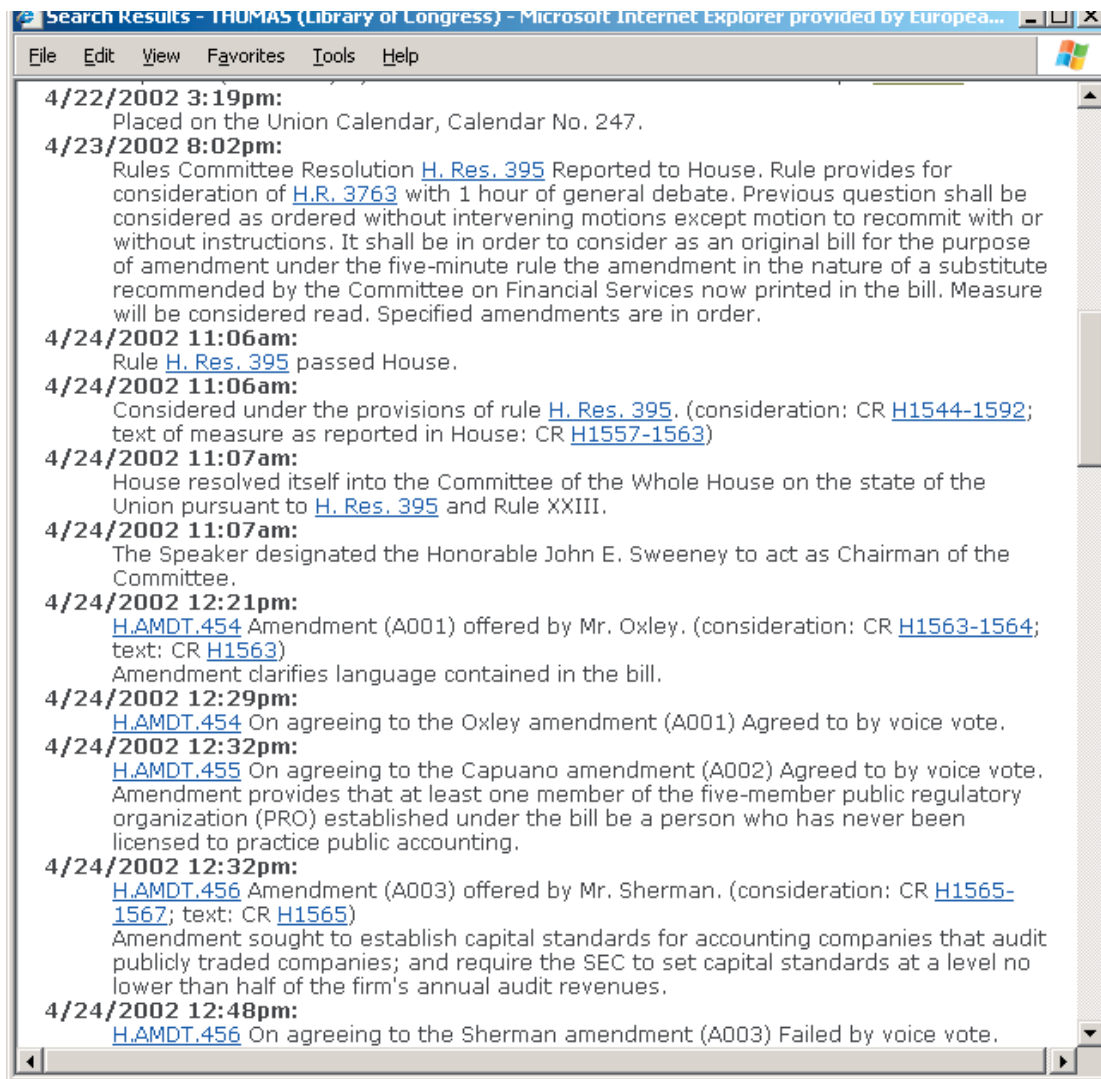 Search Results - THOMAS (Library of Congress) - Microsoft Internet Explorer provided by Europea...
File Edit View Favorites Tools Help
4/22/2002 3:19pm:
Placed on the Union Calendar, Calendar No. 247.
4/23/2002 8:02pm:
Rules Committee Resolution H. Res. 395 Reported to House. Rule provides for
consideration of H.R. 3763 with 1 hour of general debate. Previous question shall be
considered as ordered without intervening motions except motion to recommit with or
without instructions. It shall be in order to consider as an original bill for the purpose
of amendment under the five-minute rule the amendment in the nature of a substitute
recommended by the Committee on Financial Services now printed in the bill. Measure
will be considered read. Specified amendments are in order.
4/24/2002 11:06am:
Rule H. Res. 395 passed House.
4/24/2002 11:06am:
Considered under the provisions of rule H. Res. 395. (consideration: CR H1544-1592;
text of measure as reported in House: CR H1557-1563)
4/24/2002 11:07am:
House resolved itself into the Committee of the Whole House on the state of the
Union pursuant to H. Res. 395 and Rule XXIII.
4/24/2002 11:07am:
The Speaker designated the Honorable John E. Sweeney to act as Chairman of the
Committee.
4/24/2002 12:21pm:
H.AMDT.454 Amendment (A001) offered by Mr. Oxley. (consideration: CR H1563-1564;
text: CR H1563)
Amendment clarifies language contained in the bill.
4/24/2002 12:29pm:
H.AMDT.454 On agreeing to the Oxley amendment (A001) Agreed to by voice vote.
4/24/2002 12:32pm:
H.AMDT.455 On agreeing to the Capuano amendment (A002) Agreed to by voice vote.
Amendment provides that at least one member of the five-member public regulatory
organization (PRO) established under the bill be a person who has never been
licensed to practice public accounting.
4/24/2002 12:32pm:
H.AMDT.456 Amendment (A003) offered by Mr. Sherman. (consideration: CR H1565-
1567; text: CR H1565)
Amendment sought to establish capital standards for accounting companies that audit
publicly traded companies; and require the SEC to set capital standards at a level no
lower than half of the firm's annual audit revenues.
4/24/2002 12:48pm:
H.AMDT.456 On agreeing to the Sherman amendment (A003) Failed by voice vote.